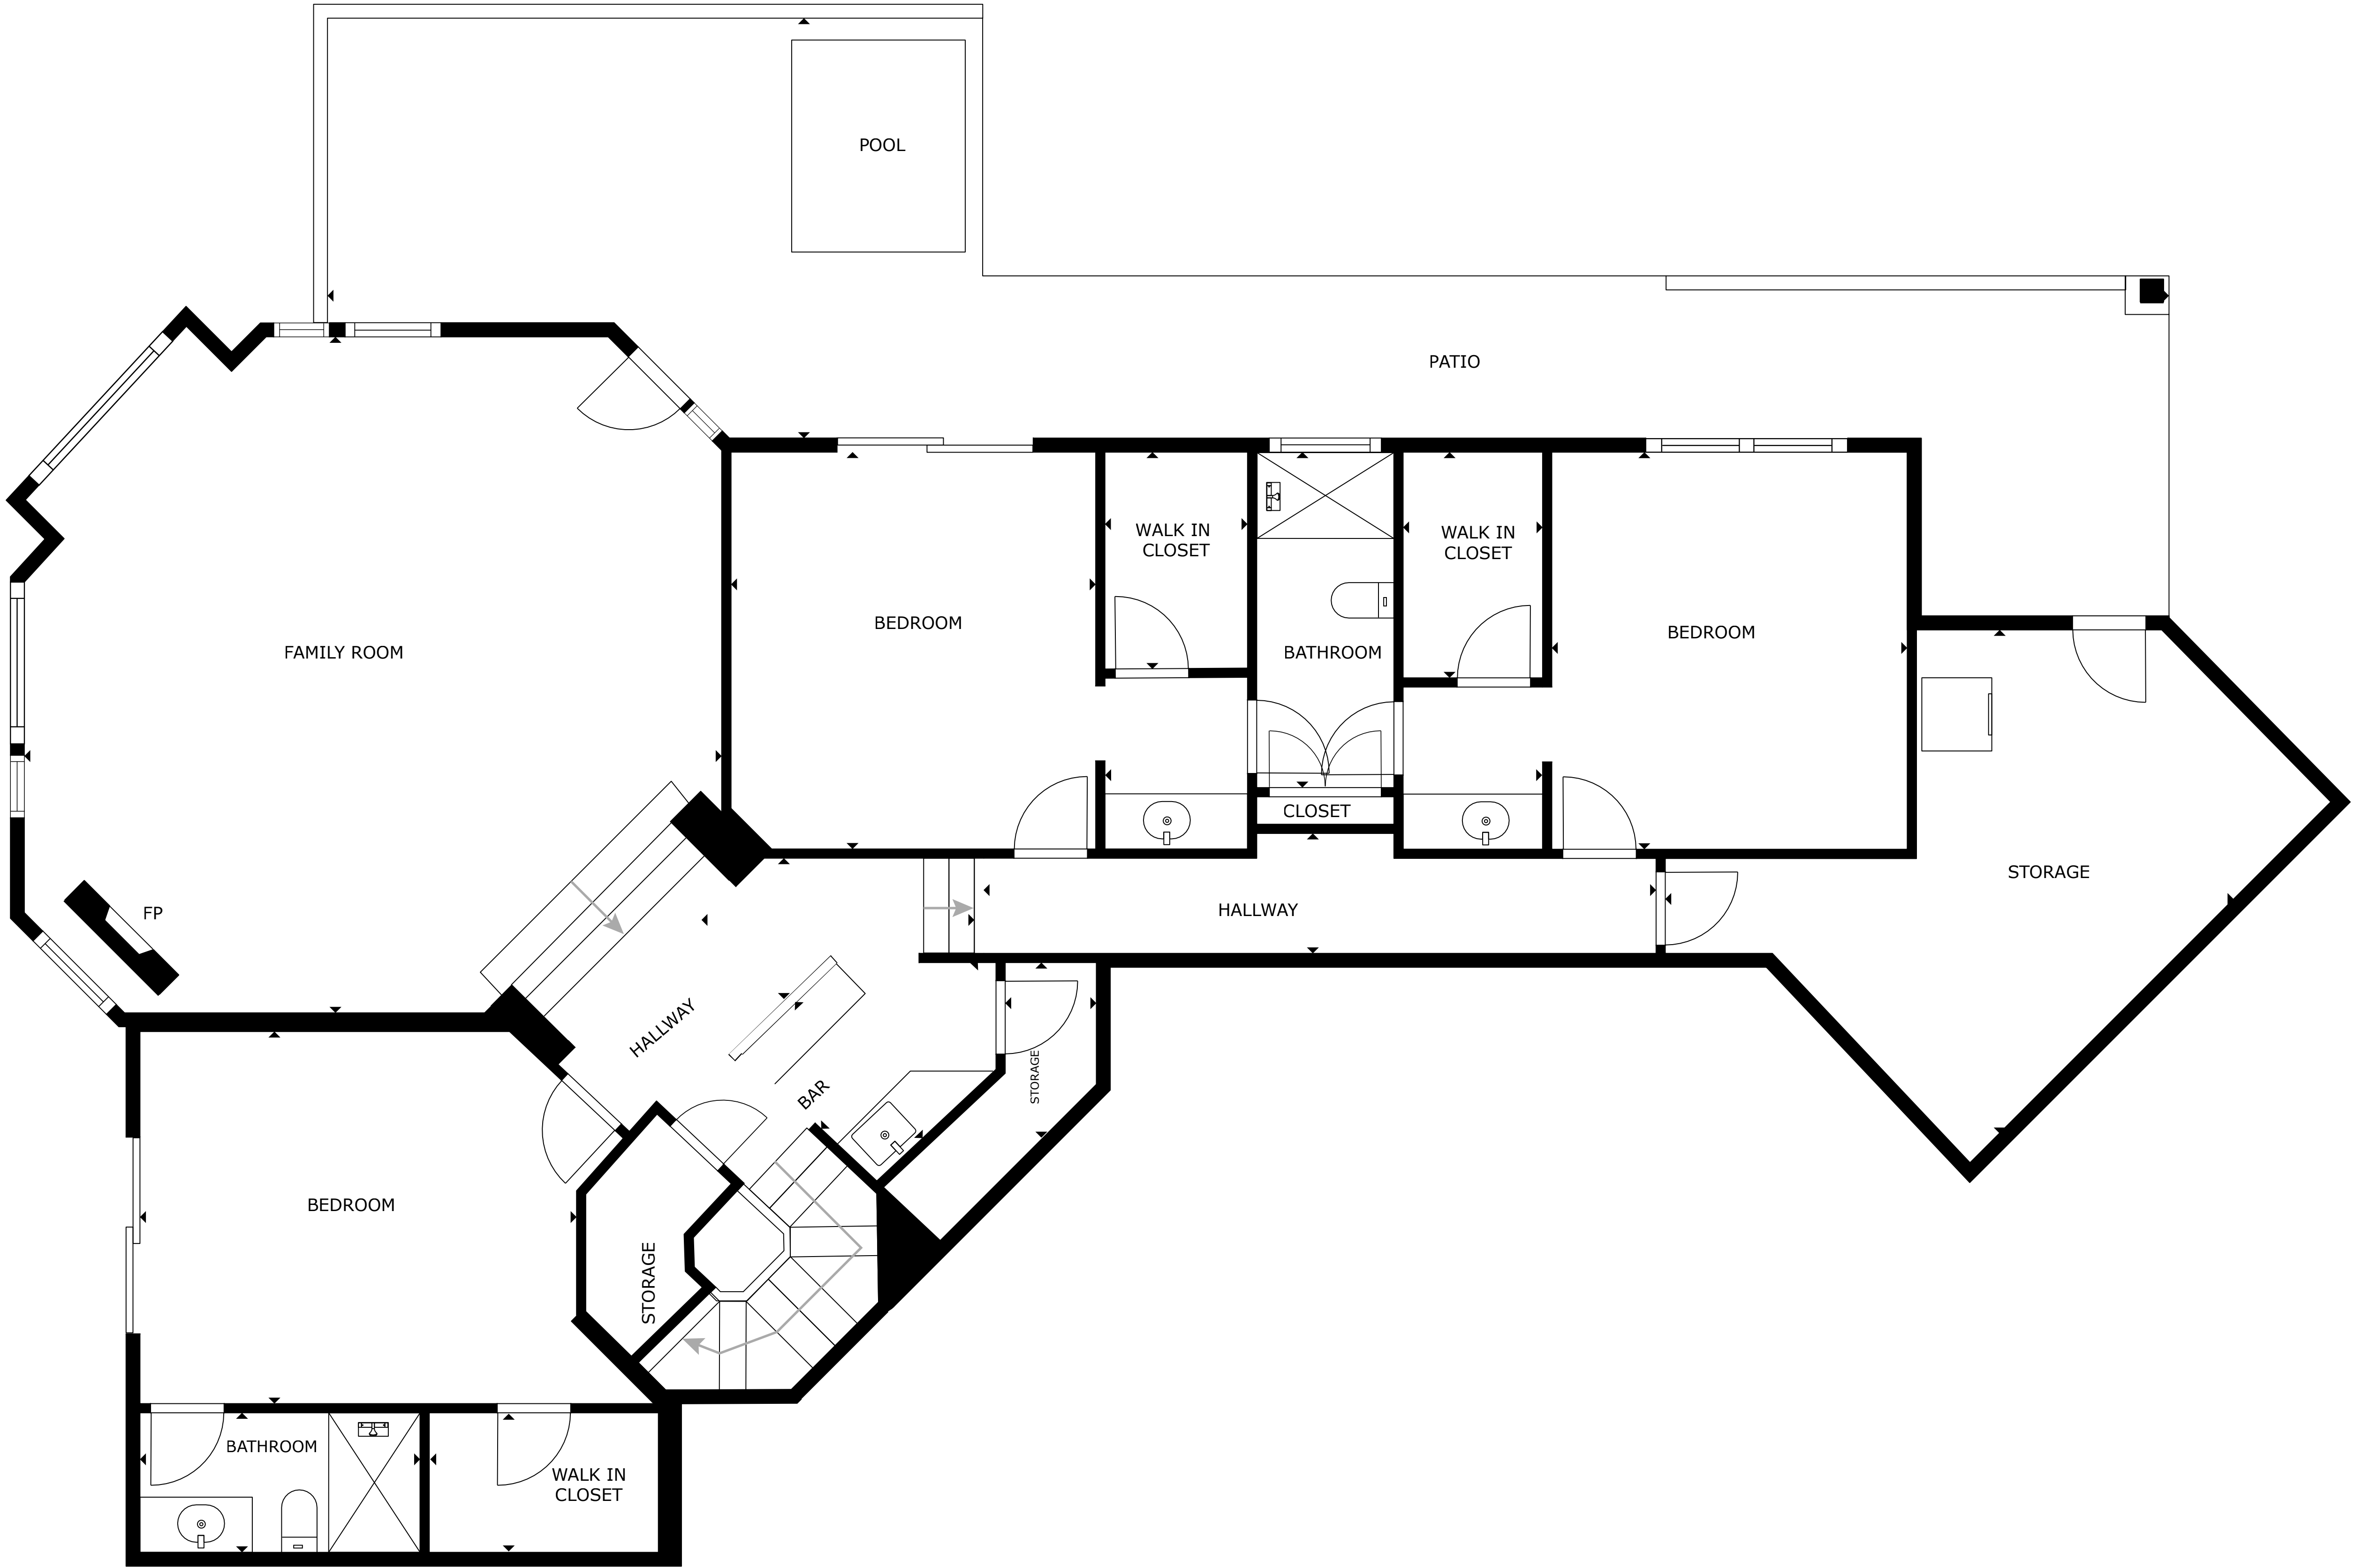 POOL
PATIO
WALK IN
CLOSET
WALK IN
CLOSET
BEDROOM
BEDROOM
FAMILY ROOM
BATHROOM
CLOSET
STORAGE
FP
HALLWAY
HALLWAY
STORAGE
BAR
BEDROOM
STORAGE
BATHROOM
WALK IN
CLOSET